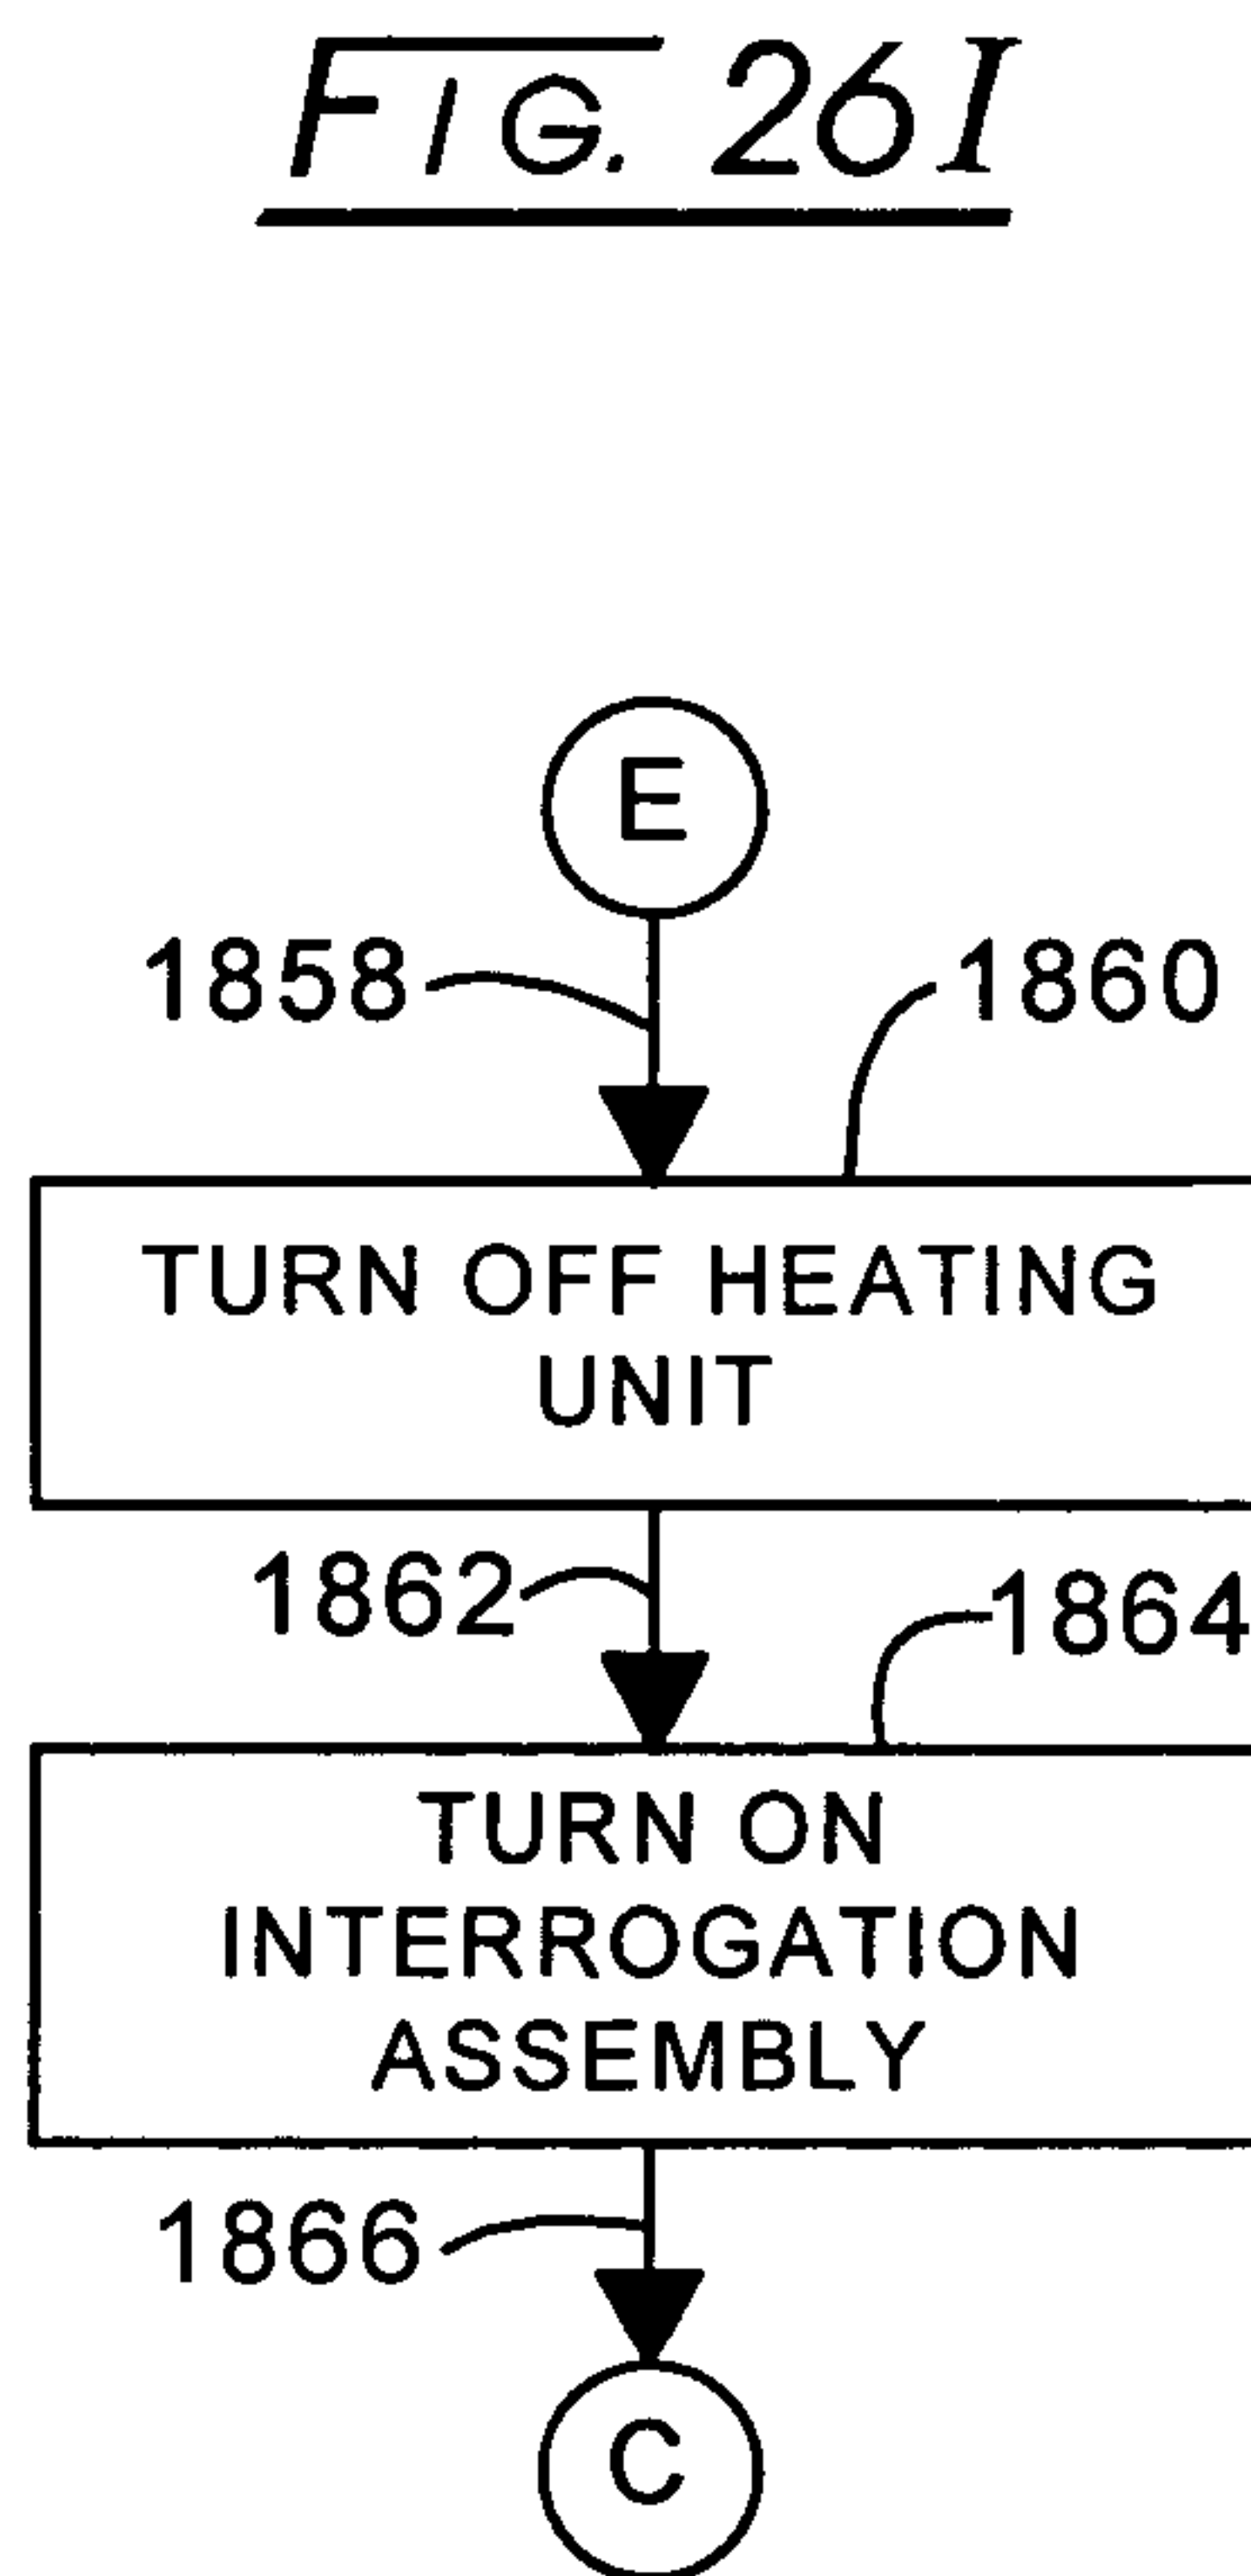 FIG. 26I
E
1858
1860
TURN OFF HEATING
UNIT
1862
1864
TURN ON
INTERROGATION
ASSEMBLY
1866
C